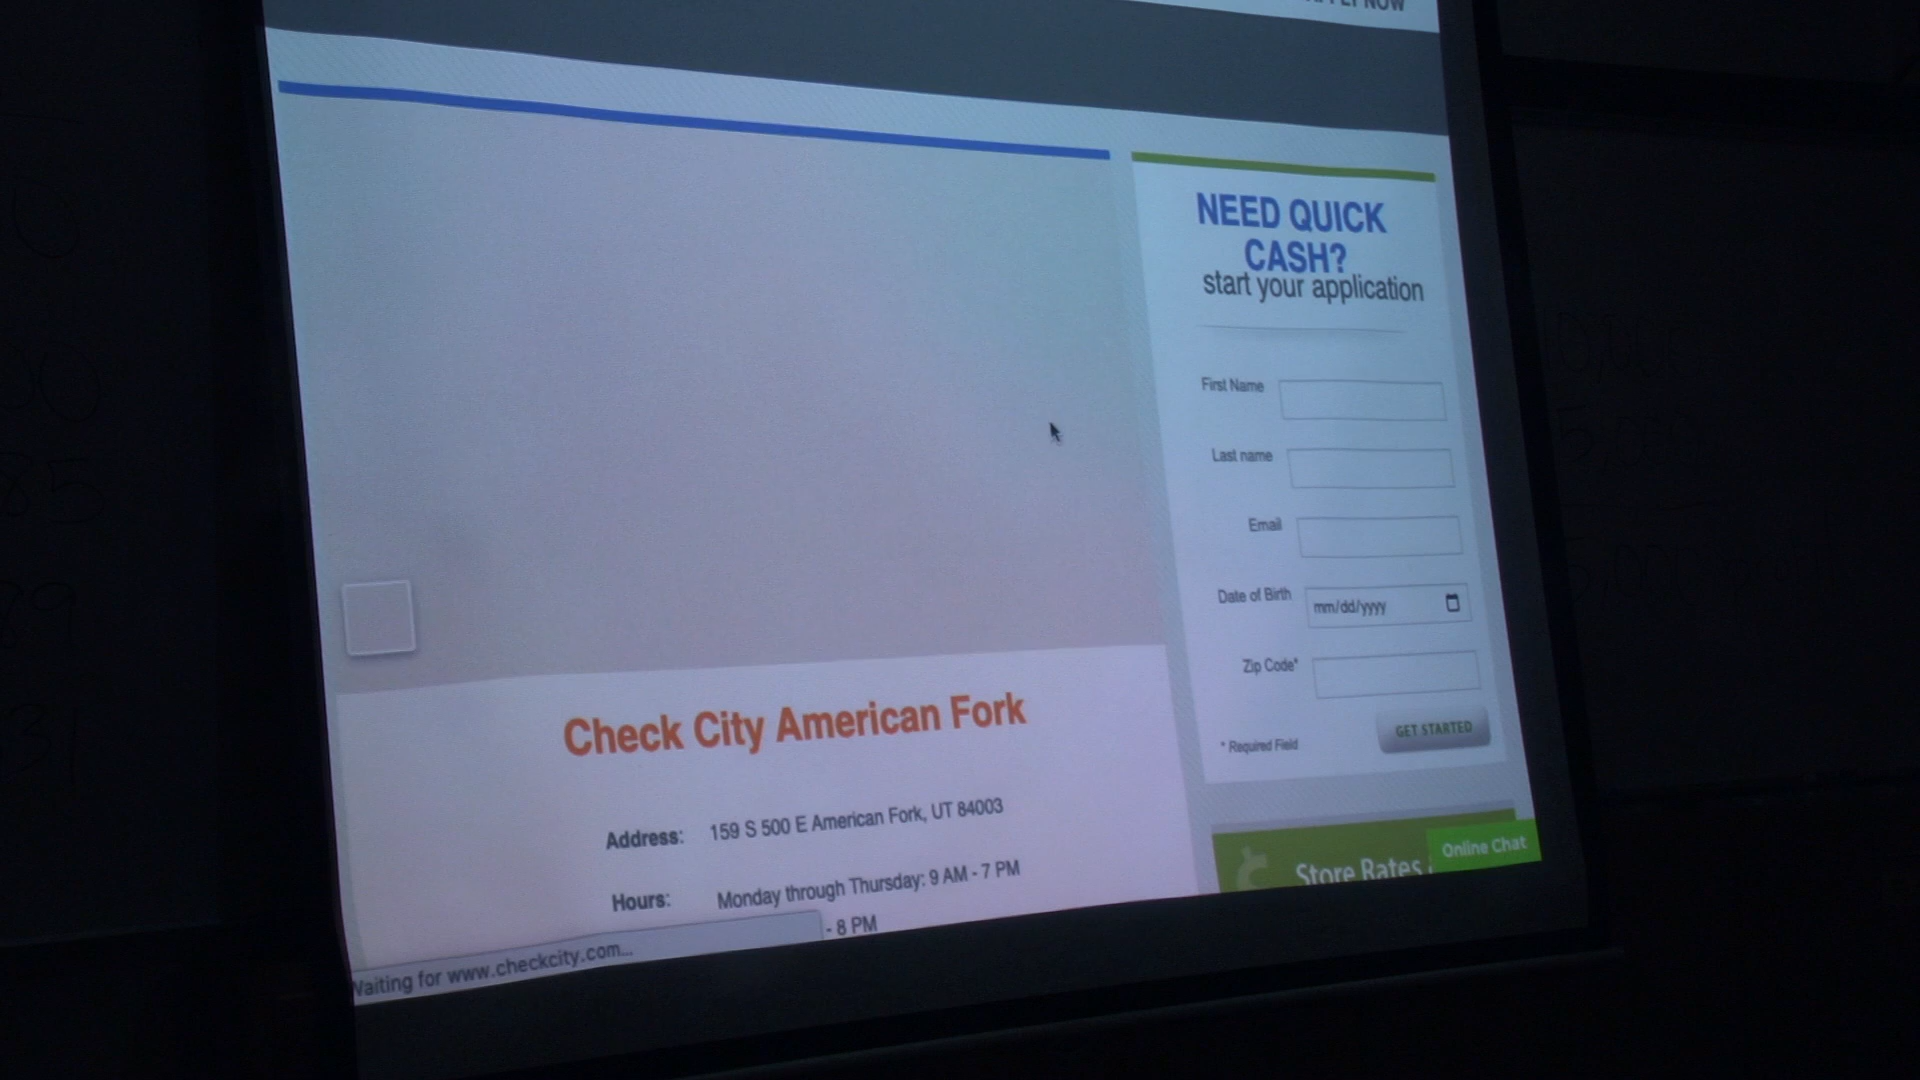 NOW
NEED QUICK
CASH?
start your application
First Name
Last name
Email
Date of Birth mm/dd/yyyy
Zip Code*
* Required Field GET STARTED
Check City American Fork
Address: 159 S 500 E American Fork, UT 84003
Hours: Monday through Thursday: 9 AM - 7 PM
- 8 PM
Store Rates
Online Chat
Waiting for www.checkcity.com...